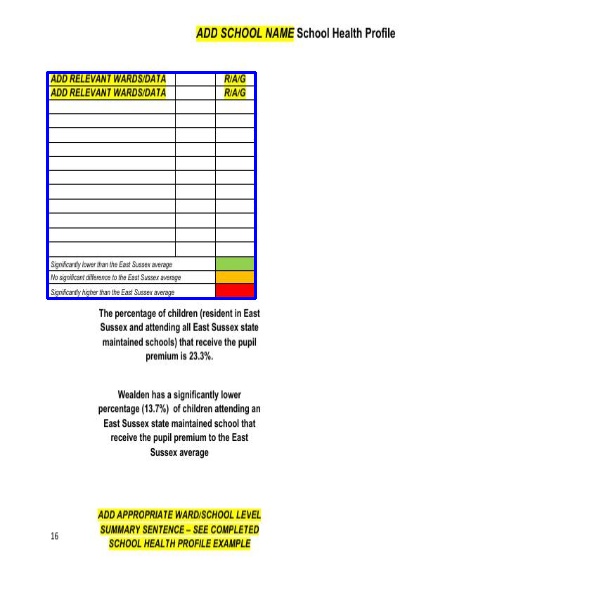 ADD SCHOOL NAME School Health Profile
ADD RELEVANT WARDS/DATA R/A/G
ADD RELEVANT WARDS/DATA R/A/G
Significantly lower than the East Sussex average
No significant difference to the East Sussex average
Significantly higher than the East Sussex average
The percentage of children (resident in East
Sussex and attending all East Sussex state
maintained schools) that receive the pupil
premium is 23.3%.
Wealden has a significantly lower
percentage (13.7%) of children attending an
East Sussex state maintained school that
receive the pupil premium to the East
Sussex average
ADD APPROPRIATE WARD/SCHOOL LEVEL
SUMMARY SENTENCE – SEE COMPLETED
SCHOOL HEALTH PROFILE EXAMPLE
16